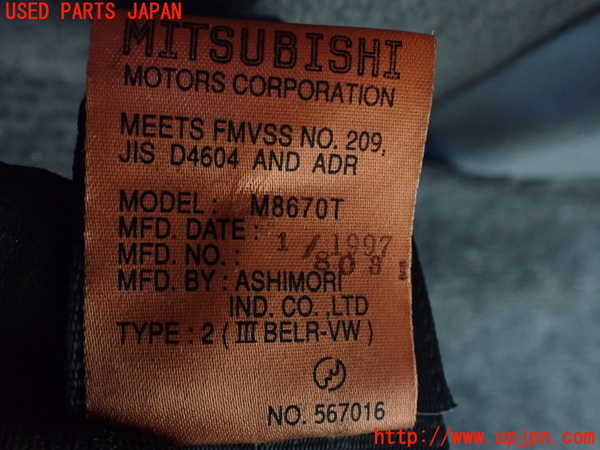 USED PARTS JAPAN
MITSUBISHI
MOTORS CORPORATION
MEETS FMVSS NO. 209,
JIS D4604 AND ADR
MODEL: M8670T
MFD. DATE: 1/1997
MFD. NO.: 8031
MFD. BY: ASHIMORI
IND. CO., LTD
TYPE: 2 (III BELR-VW)
NO. 567016
http://www.upjpn.com